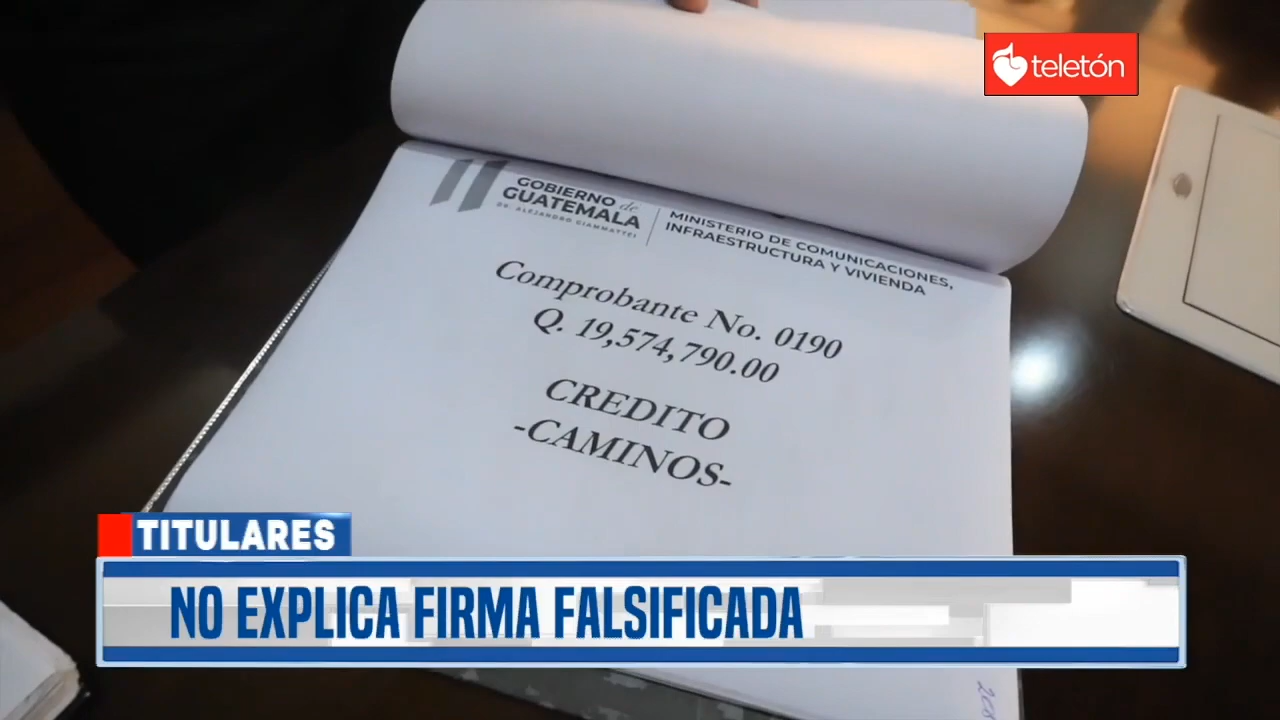 teletón
GOBIERNO de
GUATEMALA
DR. ALEJANDRO GIAMMATTEI
MINISTERIO DE COMUNICACIONES,
INFRAESTRUCTURA Y VIVIENDA
Comprobante No. 0190
Q. 19,574,790.00
CREDITO
-CAMINOS-
TITULARES
NO EXPLICA FIRMA FALSIFICADA